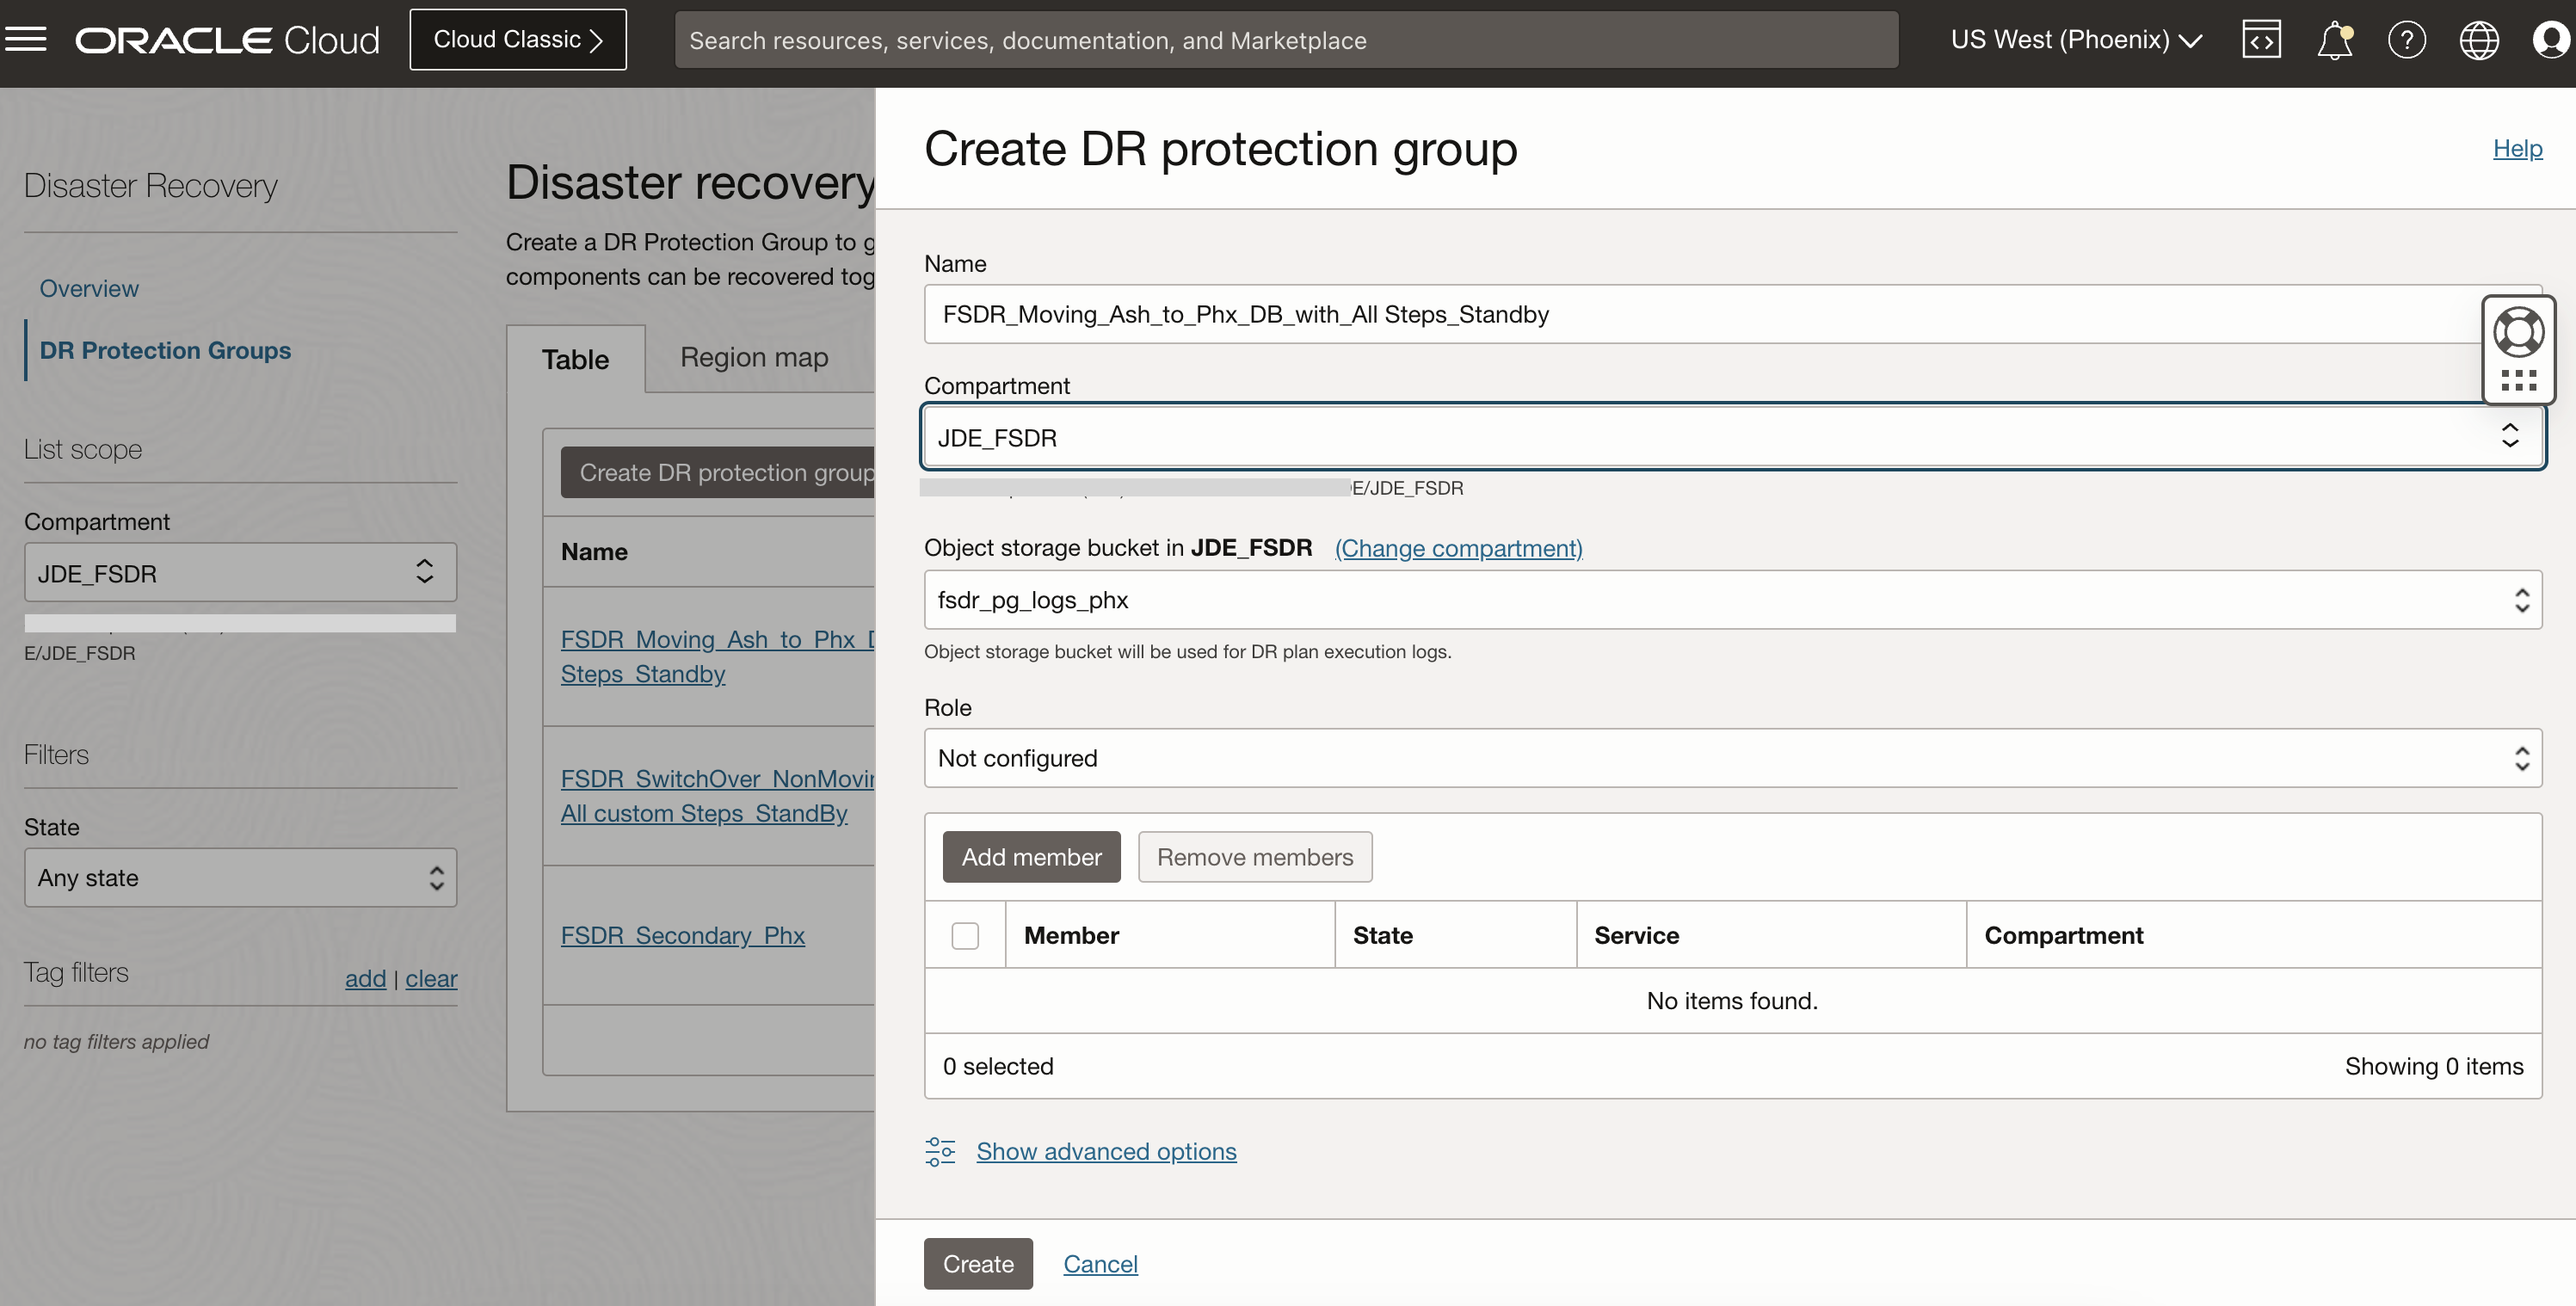 ORACLE Cloud
Cloud Classic
Search resources, services, documentation, and Marketplace
US West (Phoenix)
Disaster Recovery
Overview
DR Protection Groups
List scope
Compartment
JDE_FSDR
E/JDE_FSDR
Filters
State
Any state
Tag filters
add | clear
no tag filters applied
Disaster recovery
Create a DR Protection Group to g
components can be recovered tog
Table
Region map
Create DR protection group
Name
FSDR_Moving_Ash_to_Phx_D
Steps_Standby
FSDR_SwitchOver_NonMovin
All custom Steps_StandBy
FSDR_Secondary_Phx
Create DR protection group
Help
Name
FSDR_Moving_Ash_to_Phx_DB_with_All Steps_Standby
Compartment
JDE_FSDR
E/JDE_FSDR
Object storage bucket in JDE_FSDR (Change compartment)
fsdr_pg_logs_phx
Object storage bucket will be used for DR plan execution logs.
Role
Not configured
Add member
Remove members
Member State Service Compartment
No items found.
0 selected
Showing 0 items
Show advanced options
Create
Cancel